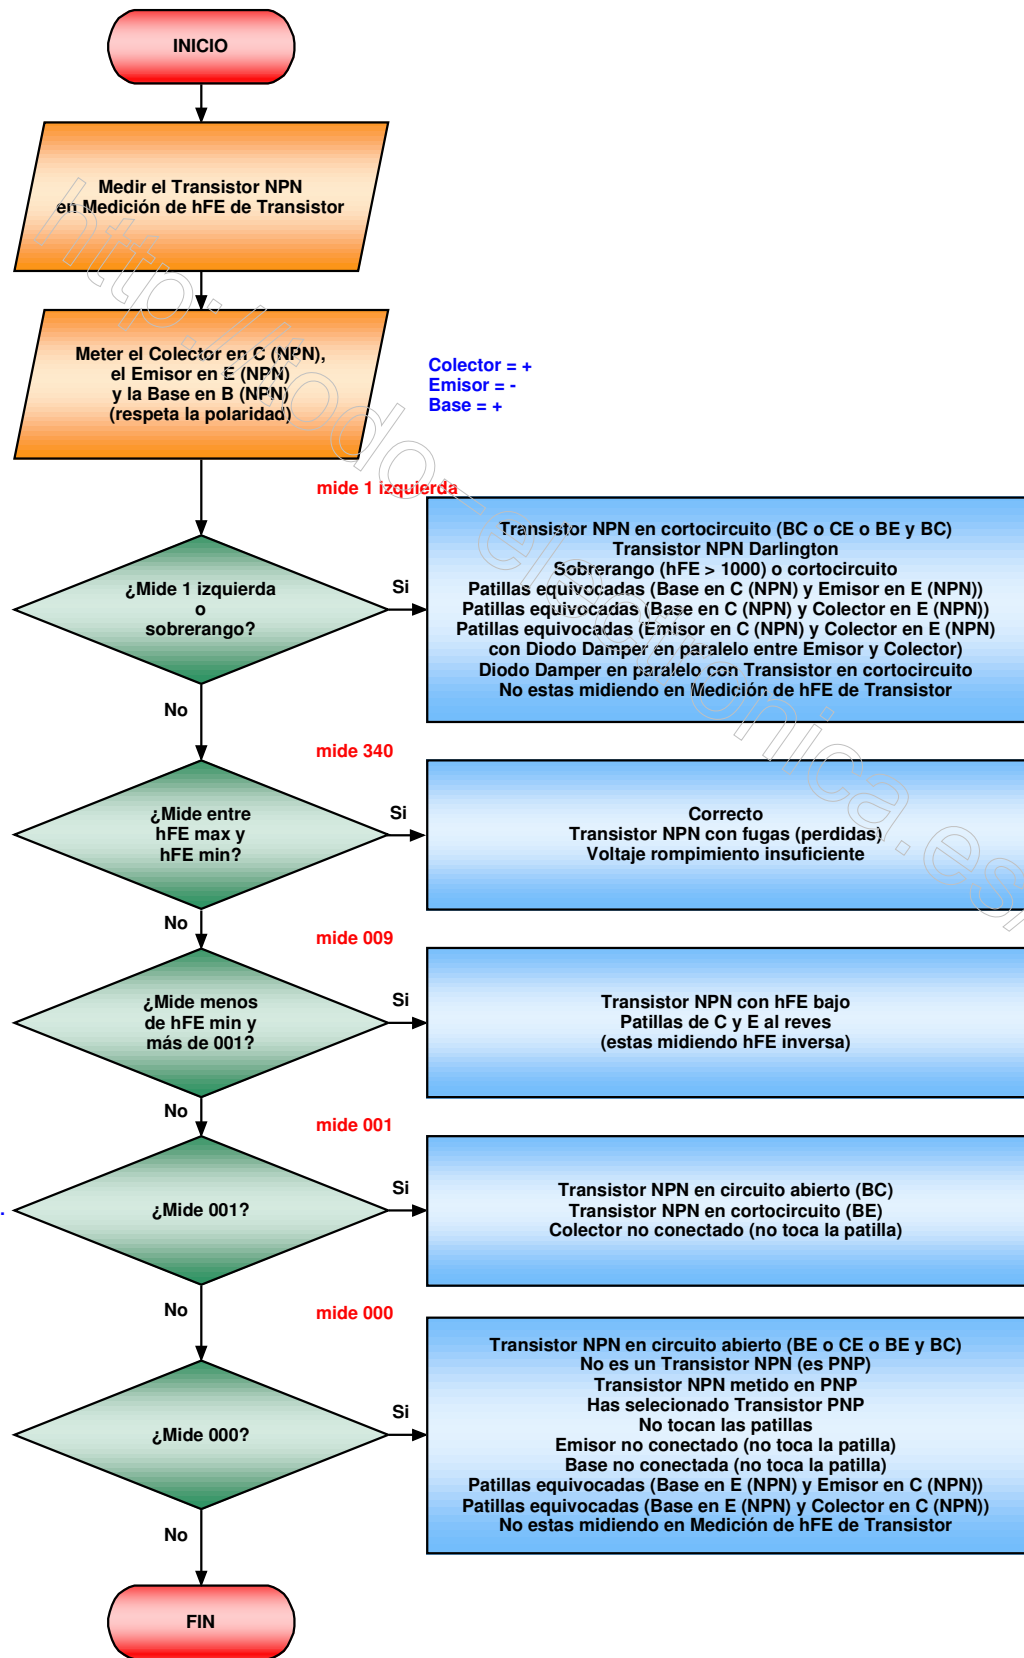 INICIO
Medir el Transistor NPN
en Medición de hFE de Transistor
Meter el Colector en C (NPN),
el Emisor en E (NPN)
y la Base en B (NPN)
(respeta la polaridad)
Colector = +
Emisor = -
Base = +
mide 1 izquierda
¿Mide 1 izquierda
o
sobrerango?
Si
No
Transistor NPN en cortocircuito (BC o CE o BE y BC)
Transistor NPN Darlington
Sobrerango (hFE > 1000) o cortocircuito
Patillas equivocadas (Base en C (NPN) y Emisor en E (NPN))
Patillas equivocadas (Base en C (NPN) y Colector en E (NPN))
Patillas equivocadas (Emisor en C (NPN) y Colector en E (NPN)
con Diodo Damper en paralelo entre Emisor y Colector)
Diodo Damper en paralelo con Transistor en cortocircuito
No estas midiendo en Medición de hFE de Transistor
mide 340
¿Mide entre
hFE max y
hFE min?
Si
No
Correcto
Transistor NPN con fugas (perdidas)
Voltaje rompimiento insuficiente
mide 009
¿Mide menos
de hFE min y
más de 001?
Si
No
Transistor NPN con hFE bajo
Patillas de C y E al reves
(estas midiendo hFE inversa)
mide 001
¿Mide 001?
Si
No
Transistor NPN en circuito abierto (BC)
Transistor NPN en cortocircuito (BE)
Colector no conectado (no toca la patilla)
mide 000
¿Mide 000?
Si
No
Transistor NPN en circuito abierto (BE o CE o BE y BC)
No es un Transistor NPN (es PNP)
Transistor NPN metido en PNP
Has selecionado Transistor PNP
No tocan las patillas
Emisor no conectado (no toca la patilla)
Base no conectada (no toca la patilla)
Patillas equivocadas (Base en E (NPN) y Emisor en C (NPN))
Patillas equivocadas (Base en E (NPN) y Colector en C (NPN))
No estas midiendo en Medición de hFE de Transistor
FIN